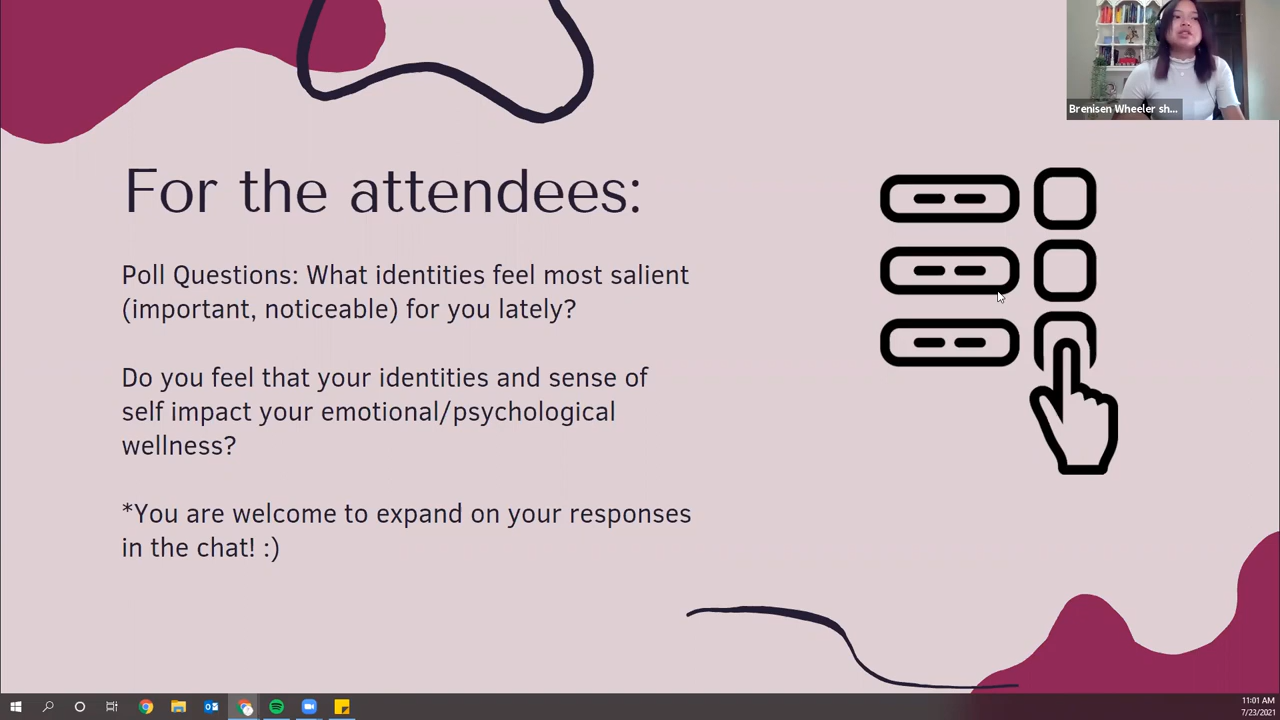 Brenisen Wheeler sh...
For the attendees:
Poll Questions: What identities feel most salient
(important, noticeable) for you lately?
Do you feel that your identities and sense of
self impact your emotional/psychological
wellness?
*You are welcome to expand on your responses
in the chat! :)
11:01 AM
7/23/2021